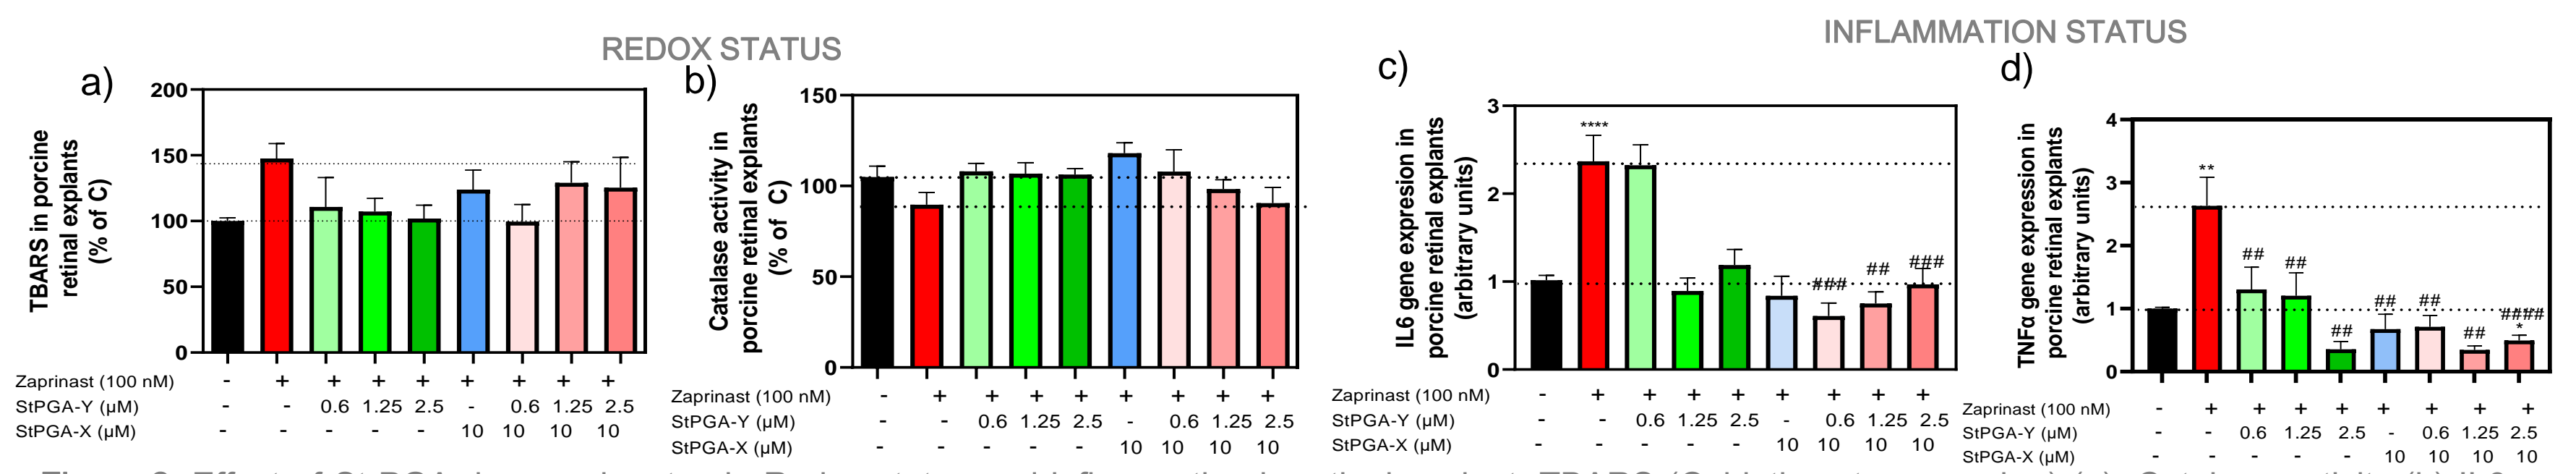 REDOX STATUS
INFLAMMATION STATUS
a)
TBARS in porcine
retinal explants
(% of C)
200
150
100
50
0
Zaprinast (100 nM) - + + + + + + + +
StPGA-Y (µM) - - 0.6 1.25 2.5 - 0.6 1.25 2.5
StPGA-X (µM) - - - - - 10 10 10 10
b)
Catalase activity in
porcine retinal explants
(% of C)
150
100
50
0
Zaprinast (100 nM) - + + + + + + + +
StPGA-Y (µM) - - 0.6 1.25 2.5 - 0.6 1.25 2.5
StPGA-X (µM) - - - - - 10 10 10 10
c)
IL6 gene expresion in
porcine retinal explants
(arbitrary units)
3
2
1
0
**** ### ## ###
Zaprinast (100 nM) - + + + + + + + +
StPGA-Y (µM) - - 0.6 1.25 2.5 - 0.6 1.25 2.5
StPGA-X (µM) - - - - - 10 10 10 10
d)
TNFα gene expression in
porcine retinal explants
(arbitrary units)
4
3
2
1
0
** ## ## ## ## ## ## ####
*
Zaprinast (100 nM) - + + + + + + + +
StPGA-Y (µM) - - 0.6 1.25 2.5 - 0.6 1.25 2.5
StPGA-X (µM) - - - - - 10 10 10 10